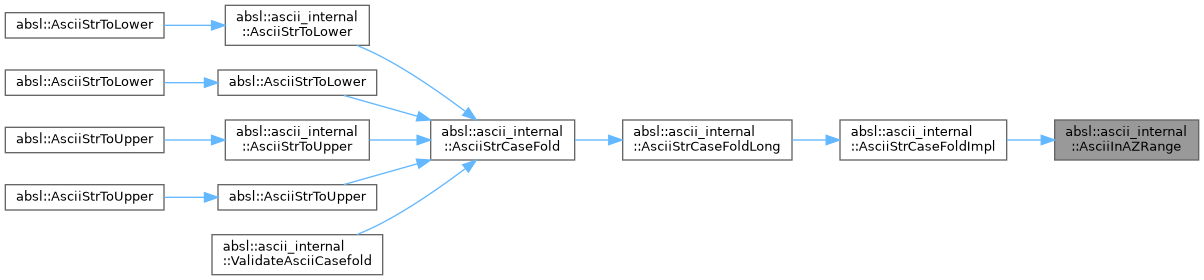 absl::AsciiStrToLower
absl::ascii_internal
::AsciiStrToLower
absl::AsciiStrToLower
absl::AsciiStrToLower
absl::AsciiStrToUpper
absl::ascii_internal
::AsciiStrToUpper
absl::AsciiStrToUpper
absl::AsciiStrToUpper
absl::ascii_internal
::ValidateAsciiCasefold
absl::ascii_internal
::AsciiStrCaseFold
absl::ascii_internal
::AsciiStrCaseFoldLong
absl::ascii_internal
::AsciiStrCaseFoldImpl
absl::ascii_internal
::AsciiInAZRange